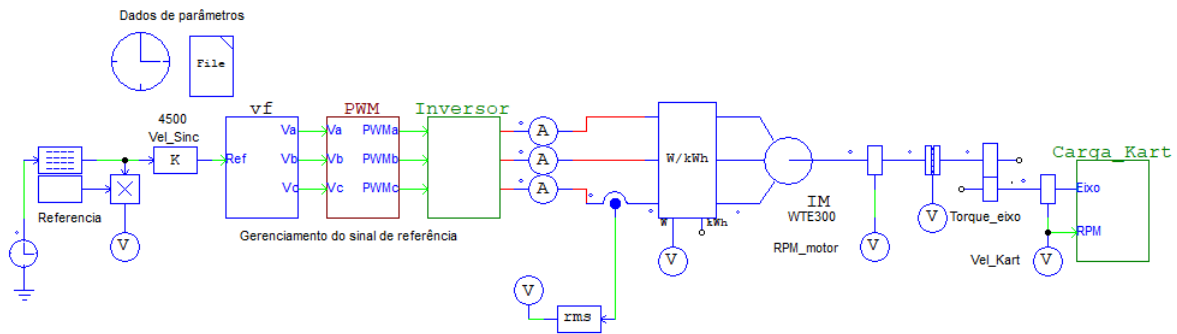 Dados de parâmetros
File
4500
Vel_Sinc
K
vf
Ref
Va
Vb
Vc
PWM
Va
Vb
Vc
PWMa
PWMb
PWMc
Inversor
A
A
A
W/kWh
W
kWh
V
IM
WTE300
RPM_motor
V
V
Torque_eixo
Vel_Kart
V
Carga_Kart
Eixo
RPM
Referencia
V
Gerenciamento do sinal de referência
V
rms